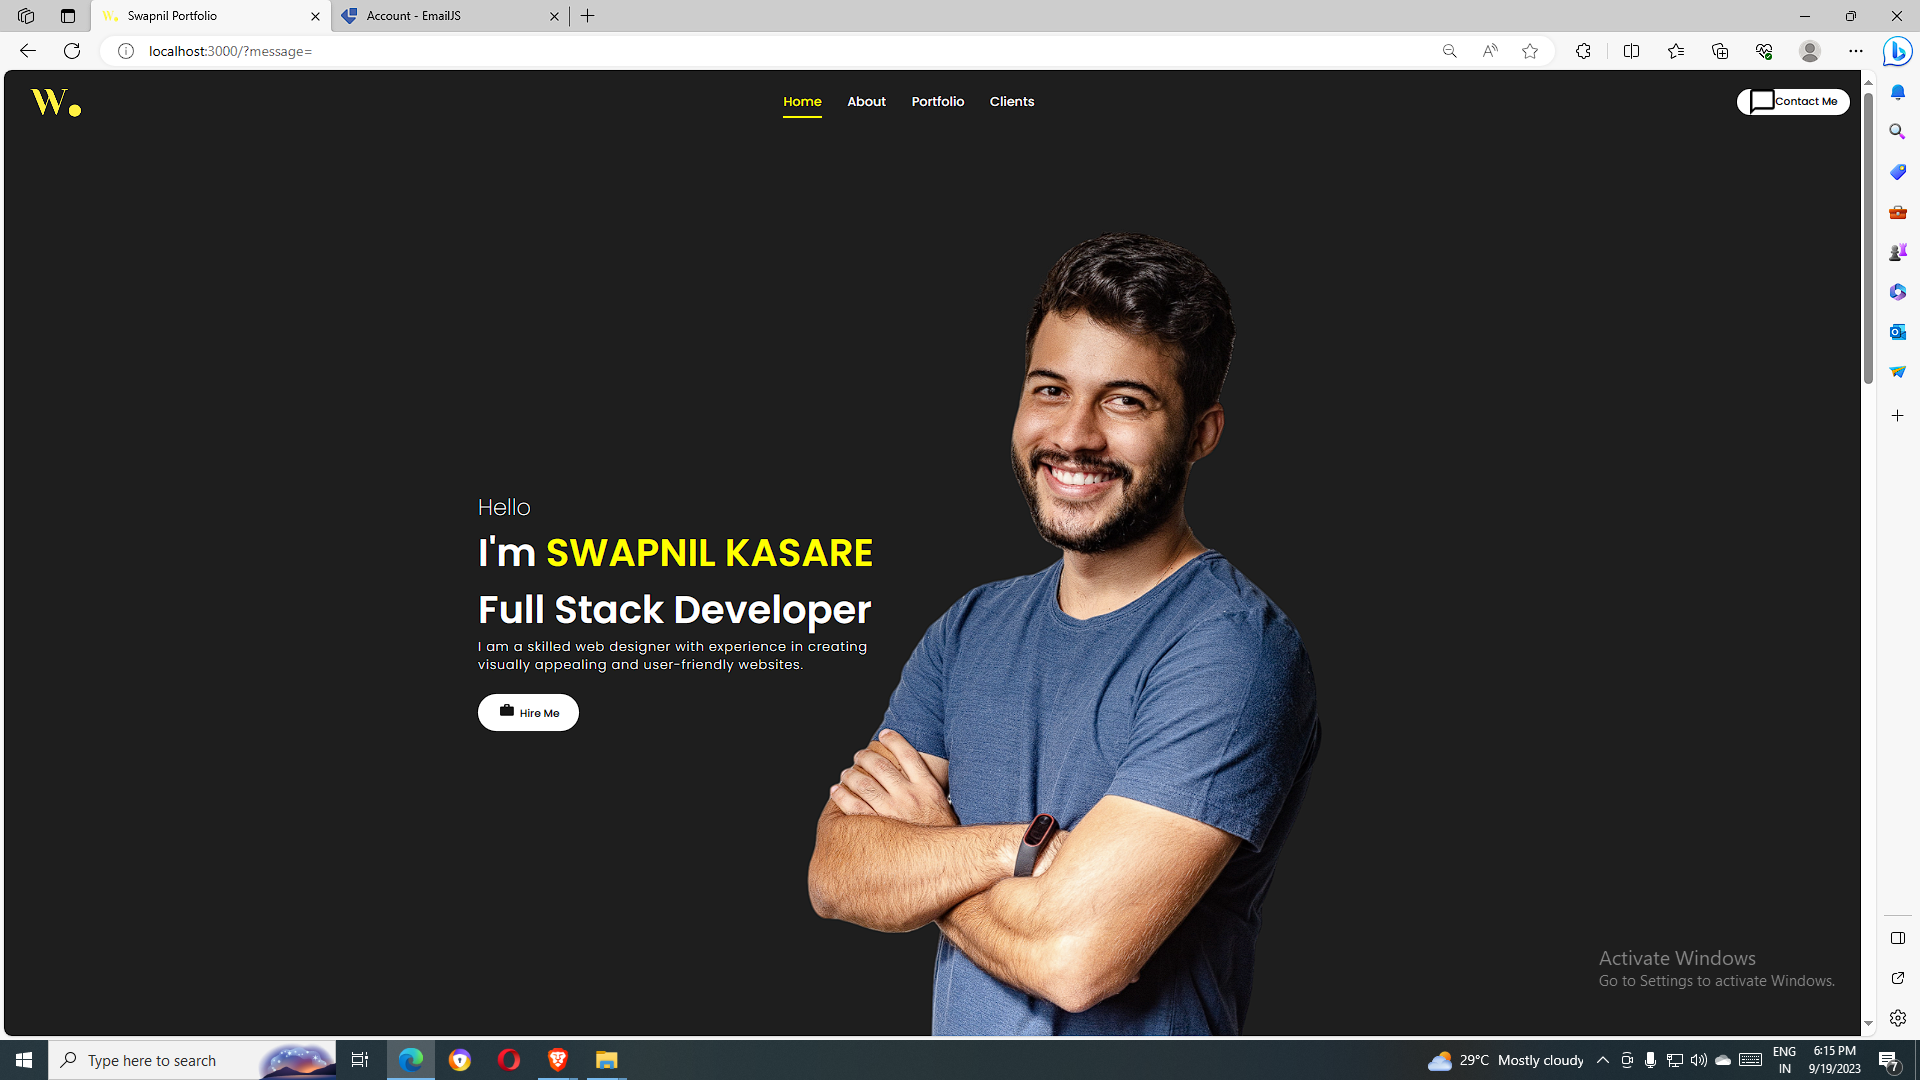 Swapnil Portfolio
Account - EmailJS
localhost:3000/?message=
W.
Home
About
Portfolio
Clients
Contact Me
Hello
I'm SWAPNIL KASARE
Full Stack Developer
I am a skilled web designer with experience in creating
visually appealing and user-friendly websites.
Hire Me
Activate Windows
Go to Settings to activate Windows.
Type here to search
29°C Mostly cloudy
ENG
IN
6:15 PM
9/19/2023
7